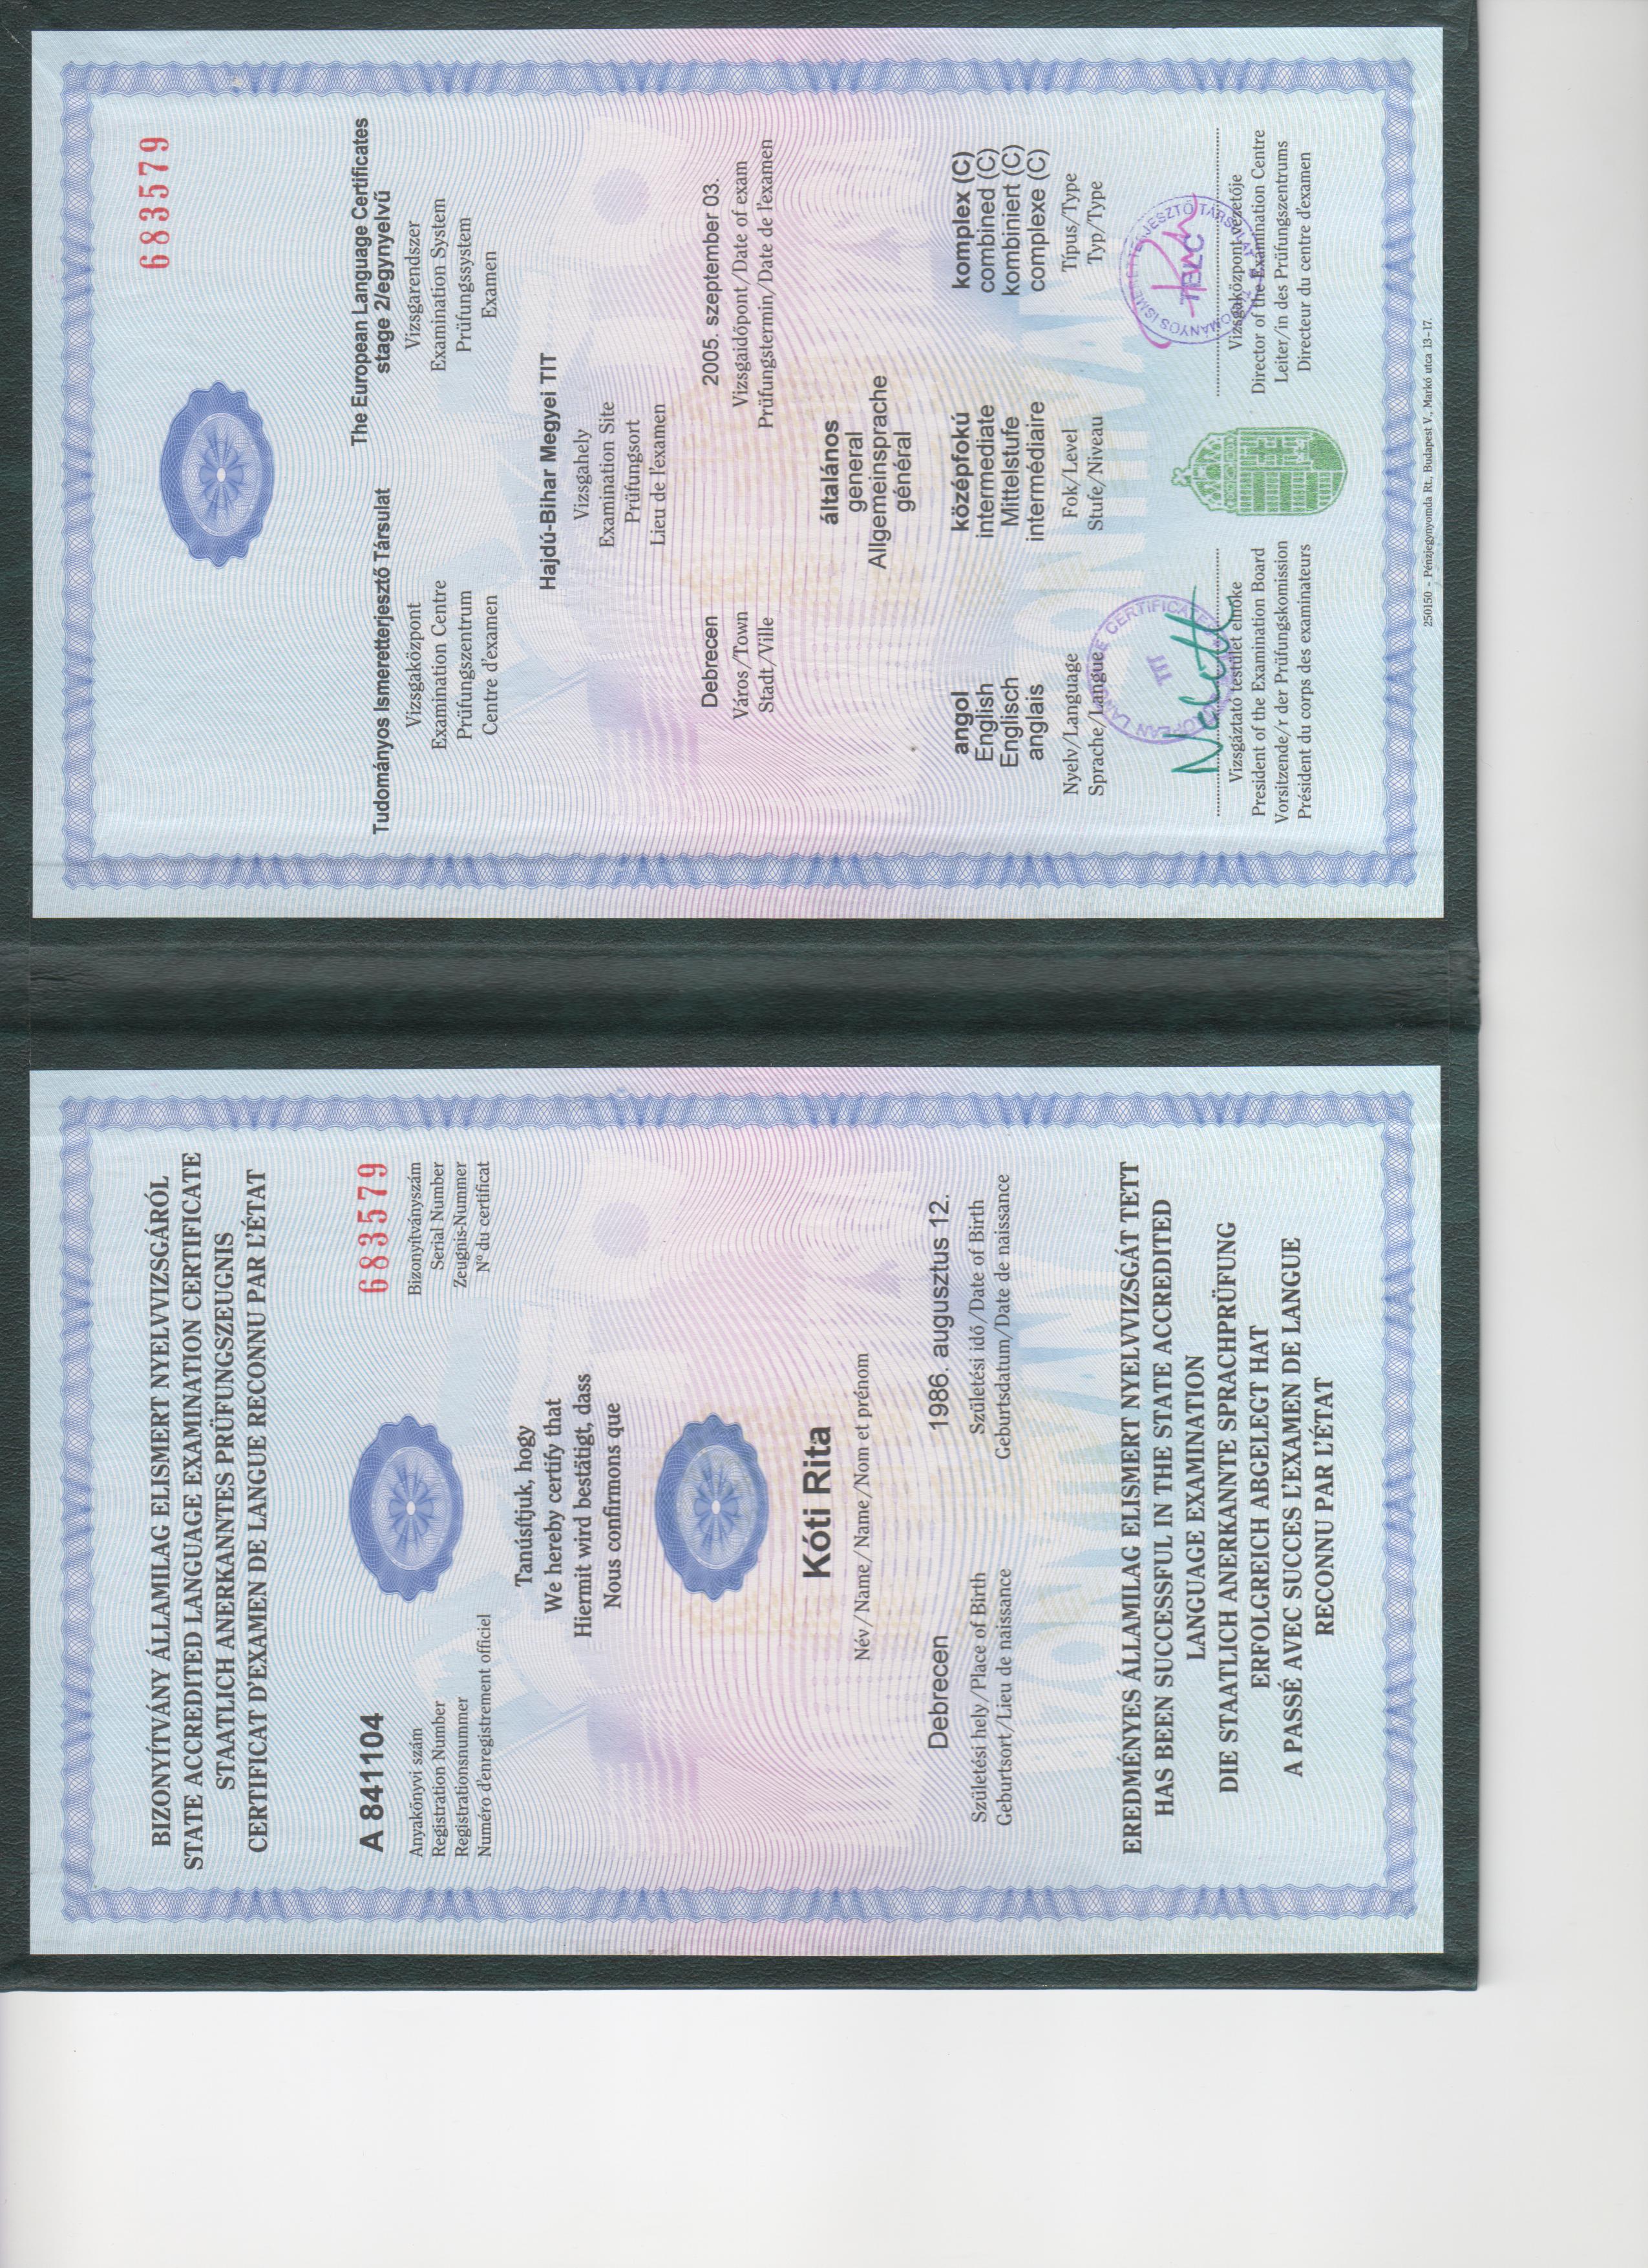 BIZONYÍTVÁNY ÁLLAMILAG ELISMERT NYELVVIZSGÁRÓL
STATE ACCREDITED LANGUAGE EXAMINATION CERTIFICATE
STAATLICH ANERKANNTES PRÜFUNGSZEUGNIS
CERTIFICAT D'EXAMEN DE LANGUE RECONNU PAR L'ÉTAT
A 841104
Anyakönyvi szám
Registration Number
Registrationsnummer
Numéro d'enregistrement officiel
683579
Bizonyítványszám
Serial Number
Zeugnis-Nummer
N° du certificat
Tanúsítjuk, hogy
We hereby certify that
Hiermit wird bestätigt, dass
Nous confirmons que
Kóti Rita
Név/Name/Name/Nom et prénom
Debrecen
Születési hely/Place of Birth
Geburtsort/Lieu de naissance
1986. augusztus 12.
Születési idő/Date of Birth
Geburtsdatum/Date de naissance
EREDMÉNYES ÁLLAMILAG ELISMERT NYELVVIZSGÁT TETT
HAS BEEN SUCCESSFUL IN THE STATE ACCREDITED
LANGUAGE EXAMINATION
DIE STAATLICH ANERKANNTE SPRACHPRÜFUNG
ERFOLGREICH ABGELEGT HAT
A PASSÉ AVEC SUCCES L'EXAMEN DE LANGUE
RECONNU PAR L'ÉTAT
683579
Tudományos Ismeretterjesztő Társulat
Vizsgaközpont
Examination Centre
Prüfungszentrum
Centre d'examen
The European Language Certificates
stage 2/egynyelvű
Vizsgarendszer
Examination System
Prüfungssystem
Examen
Hajdú-Bihar Megyei TIT
Vizsgahely
Examination Site
Prüfungsort
Lieu de l'examen
Debrecen
Város/Town
Stadt/Ville
2005. szeptember 03.
Vizsgaidőpont/Date of exam
Prüfungstermin/Date de l'examen
általános
general
Allgemeinsprache
général
angol
English
Englisch
anglais
Nyelv/Language
Sprache/Langue
középfokú
intermediate
Mittelstufe
intermédiaire
Fok/Level
Stufe/Niveau
komplex (C)
combined (C)
kombiniert (C)
complexe (C)
Típus/Type
Typ/Type
TIT
TELC
Vizsgáztató testület elnöke
President of the Examination Board
Vorsitzende/r der Prüfungskomission
Président du corps des examinateurs
Vizsgaközpont vezetője
Director of the Examination Centre
Leiter/in des Prüfungszentrums
Directeur du centre d'examen
250150 - Pénzjegynyomda Rt., Budapest V., Markó utca 13-17.